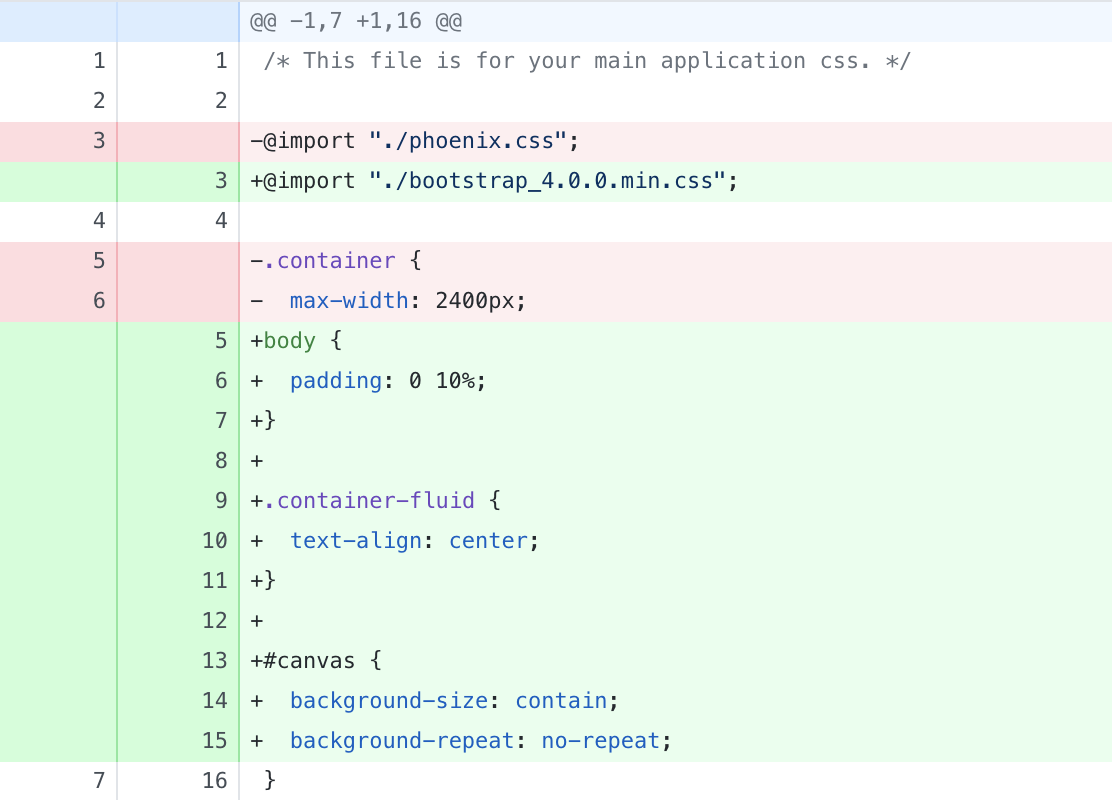 @@ -1,7 +1,16 @@
1 1 /* This file is for your main application css. */
2 2
3 -@import "./phoenix.css";
3 +@import "./bootstrap_4.0.0.min.css";
4 4
5 -.container {
6 -  max-width: 2400px;
5 +body {
6 +  padding: 0 10%;
7 +}
8 +
9 +.container-fluid {
10 +  text-align: center;
11 +}
12 +
13 +#canvas {
14 +  background-size: contain;
15 +  background-repeat: no-repeat;
7 16 }